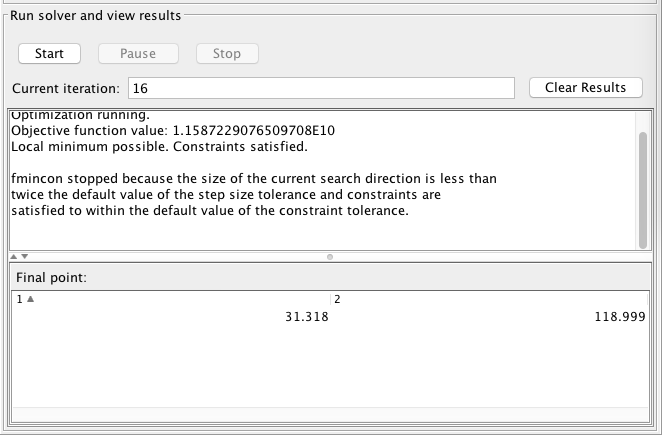 Run solver and view results
Start Pause Stop
Current iteration: 16 Clear Results
Optimization running.
Objective function value: 1.1587229076509708E10
Local minimum possible. Constraints satisfied.
fmincon stopped because the size of the current search direction is less than
twice the default value of the step size tolerance and constraints are
satisfied to within the default value of the constraint tolerance.
Final point:
1 2
31.318 118.999